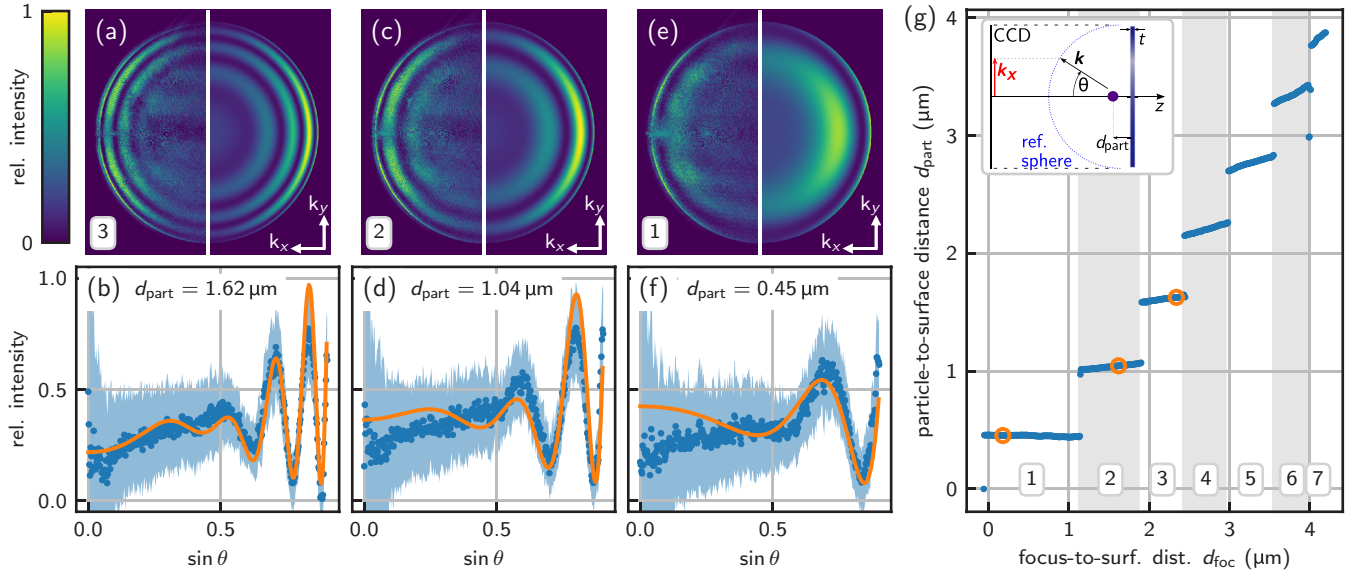 1
0
rel. intensity
(a)
3
k_y
k_x
(c)
2
k_y
k_x
(e)
1
k_y
k_x
(b) d_part = 1.62 µm
1.0
0.5
0.0
rel. intensity
0.0 0.5
sin θ
(d) d_part = 1.04 µm
0.0 0.5
sin θ
(f) d_part = 0.45 µm
0.0 0.5
sin θ
(g)
4
3
2
1
0
particle-to-surface distance d_part (µm)
CCD
t
k
k_x
θ
z
d_part
ref.
sphere
1 2 3 4 5 6 7
0 1 2 3 4
focus-to-surf. dist. d_foc (µm)